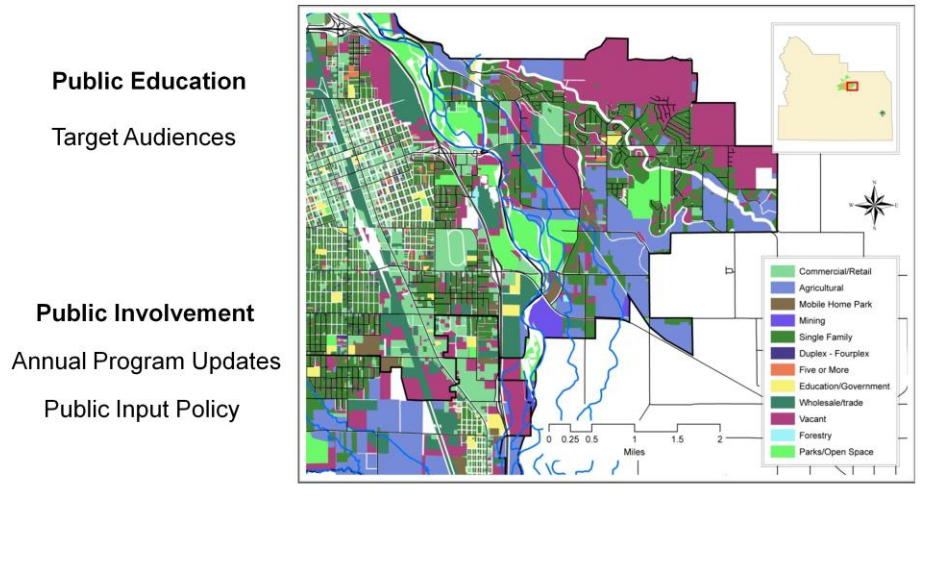 Public Education
Target Audiences
Public Involvement
Annual Program Updates
Public Input Policy
N
W
E
S
Commercial/Retail
Agricultural
Mobile Home Park
Mining
Single Family
Duplex - Fourplex
Five or More
Education/Government
Wholesale/trade
Vacant
Forestry
Parks/Open Space
0 0.25 0.5 1 1.5 2
Miles